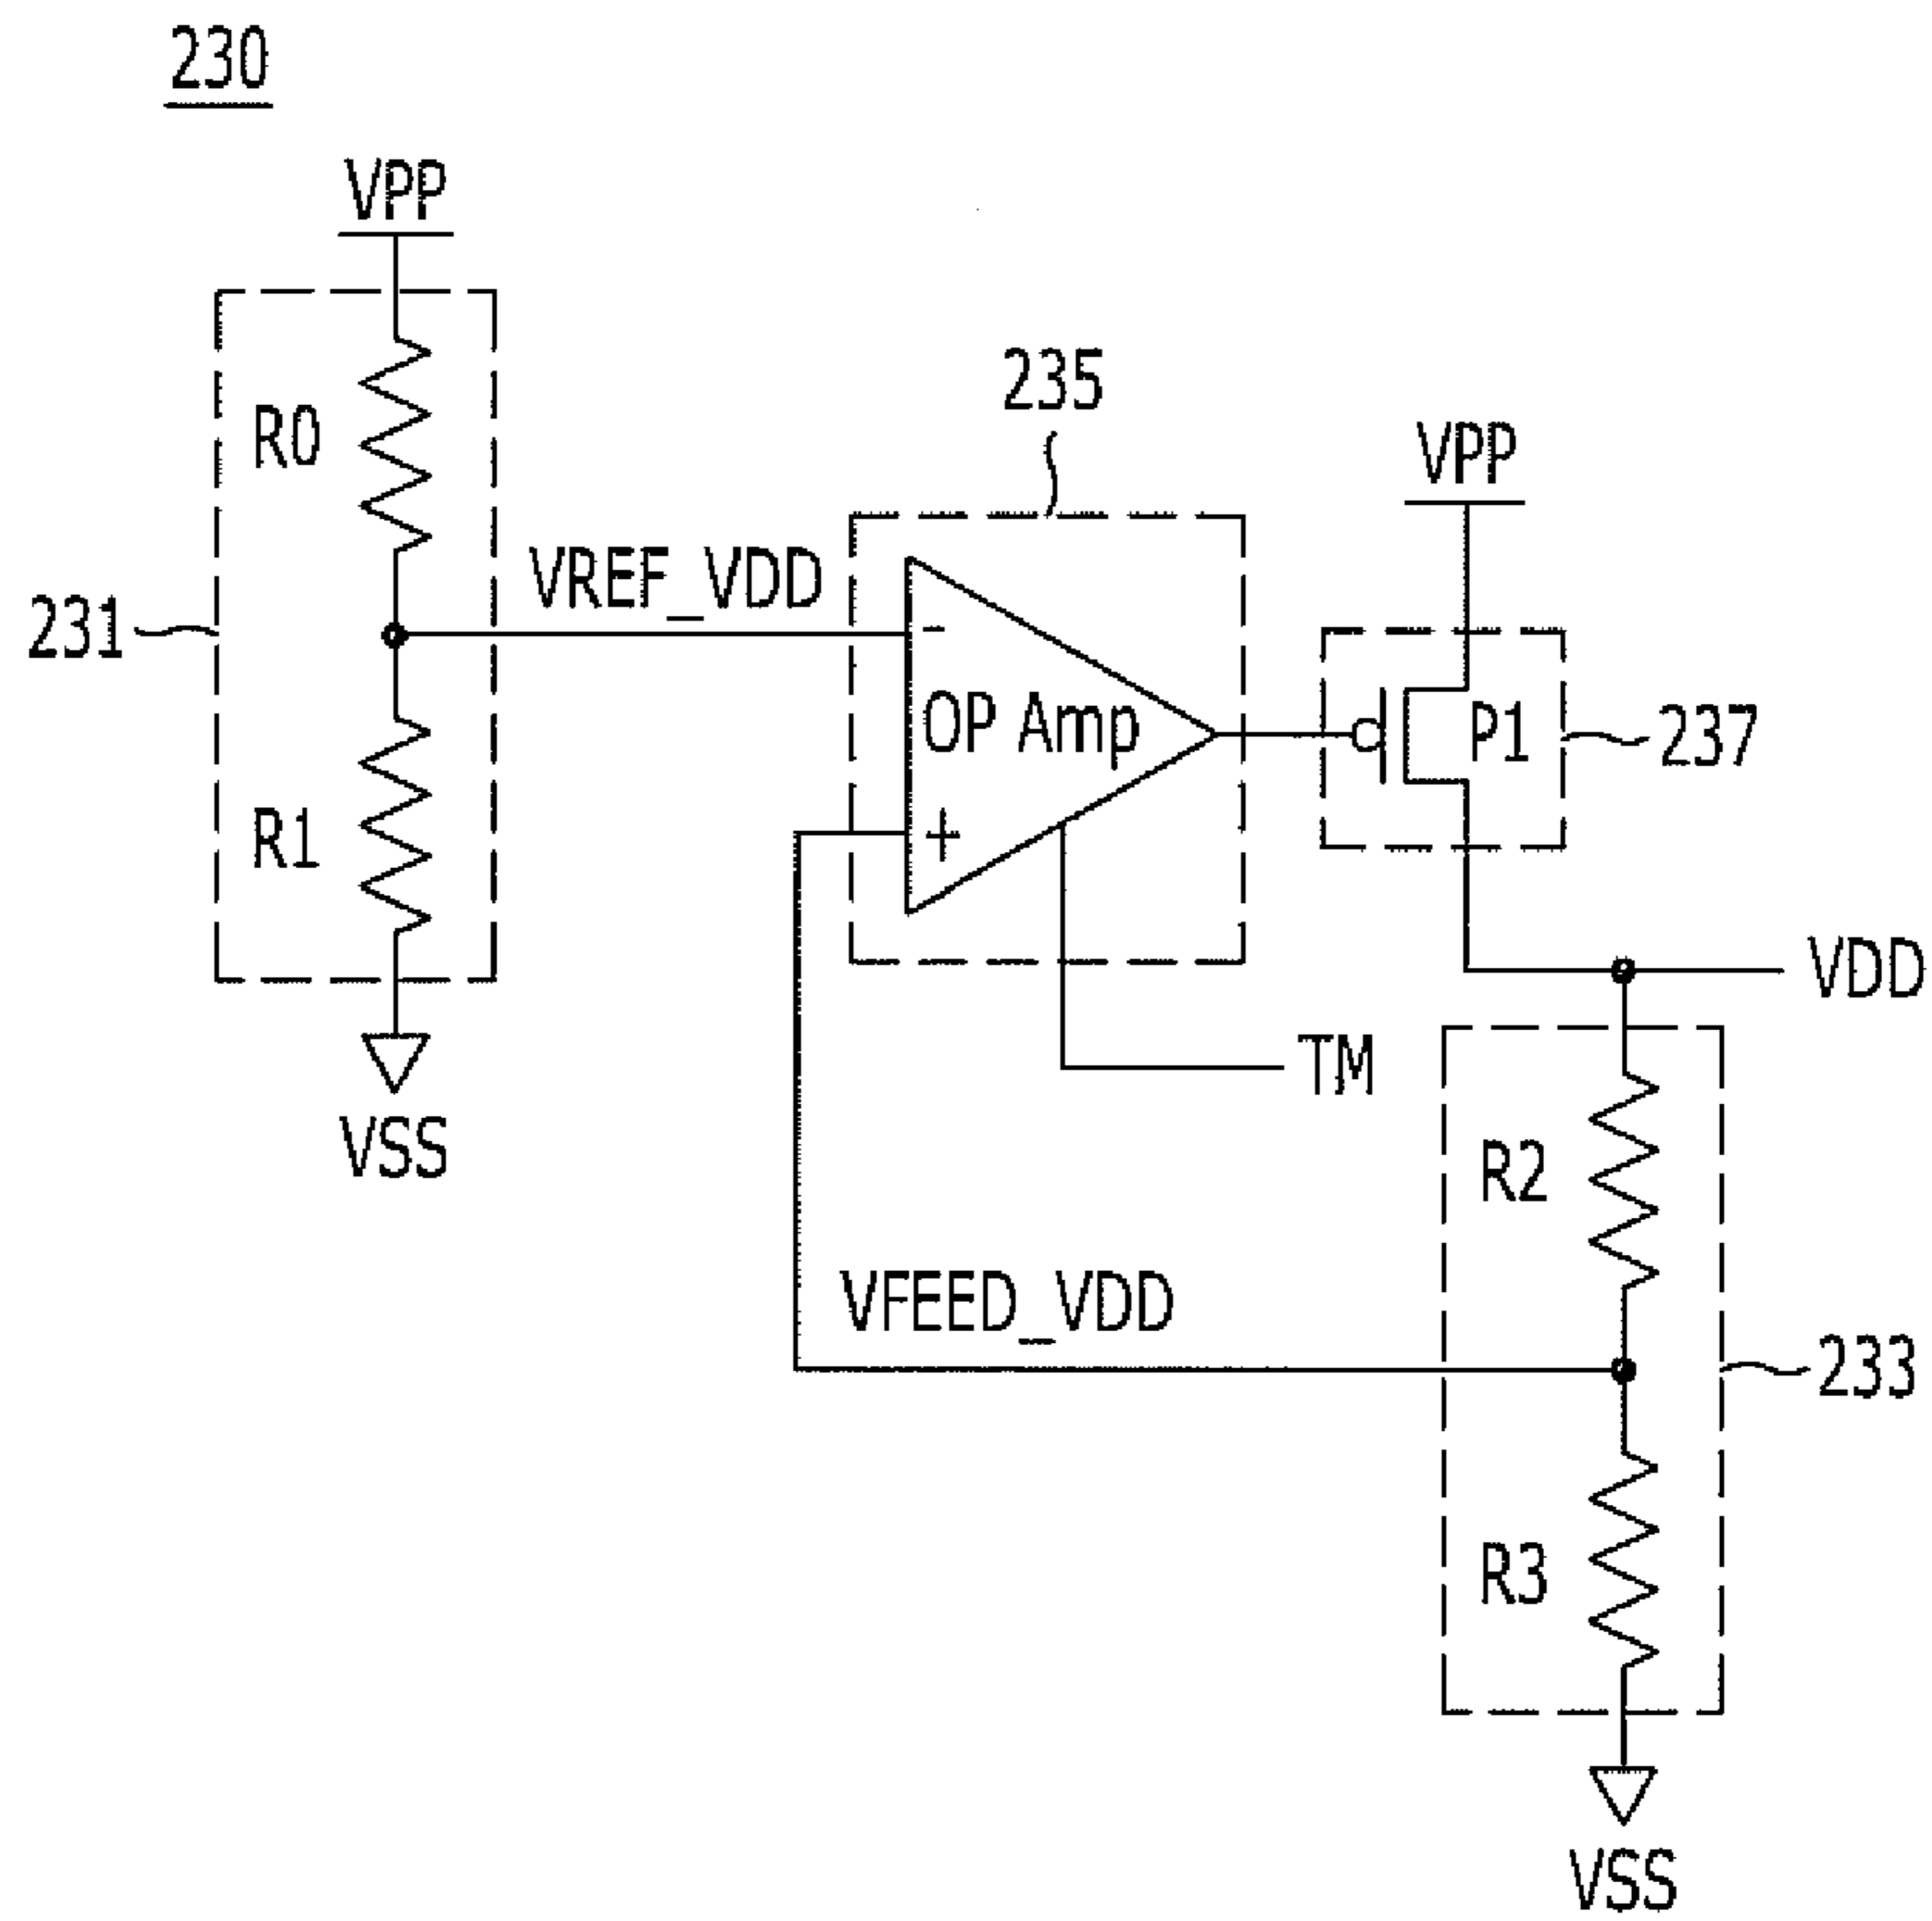 230
VPP
235
R0
VPP
VREF_VDD
231
-
OP Amp
P1
237
R1
+
VDD
TM
VSS
R2
VFEED_VDD
233
R3
VSS